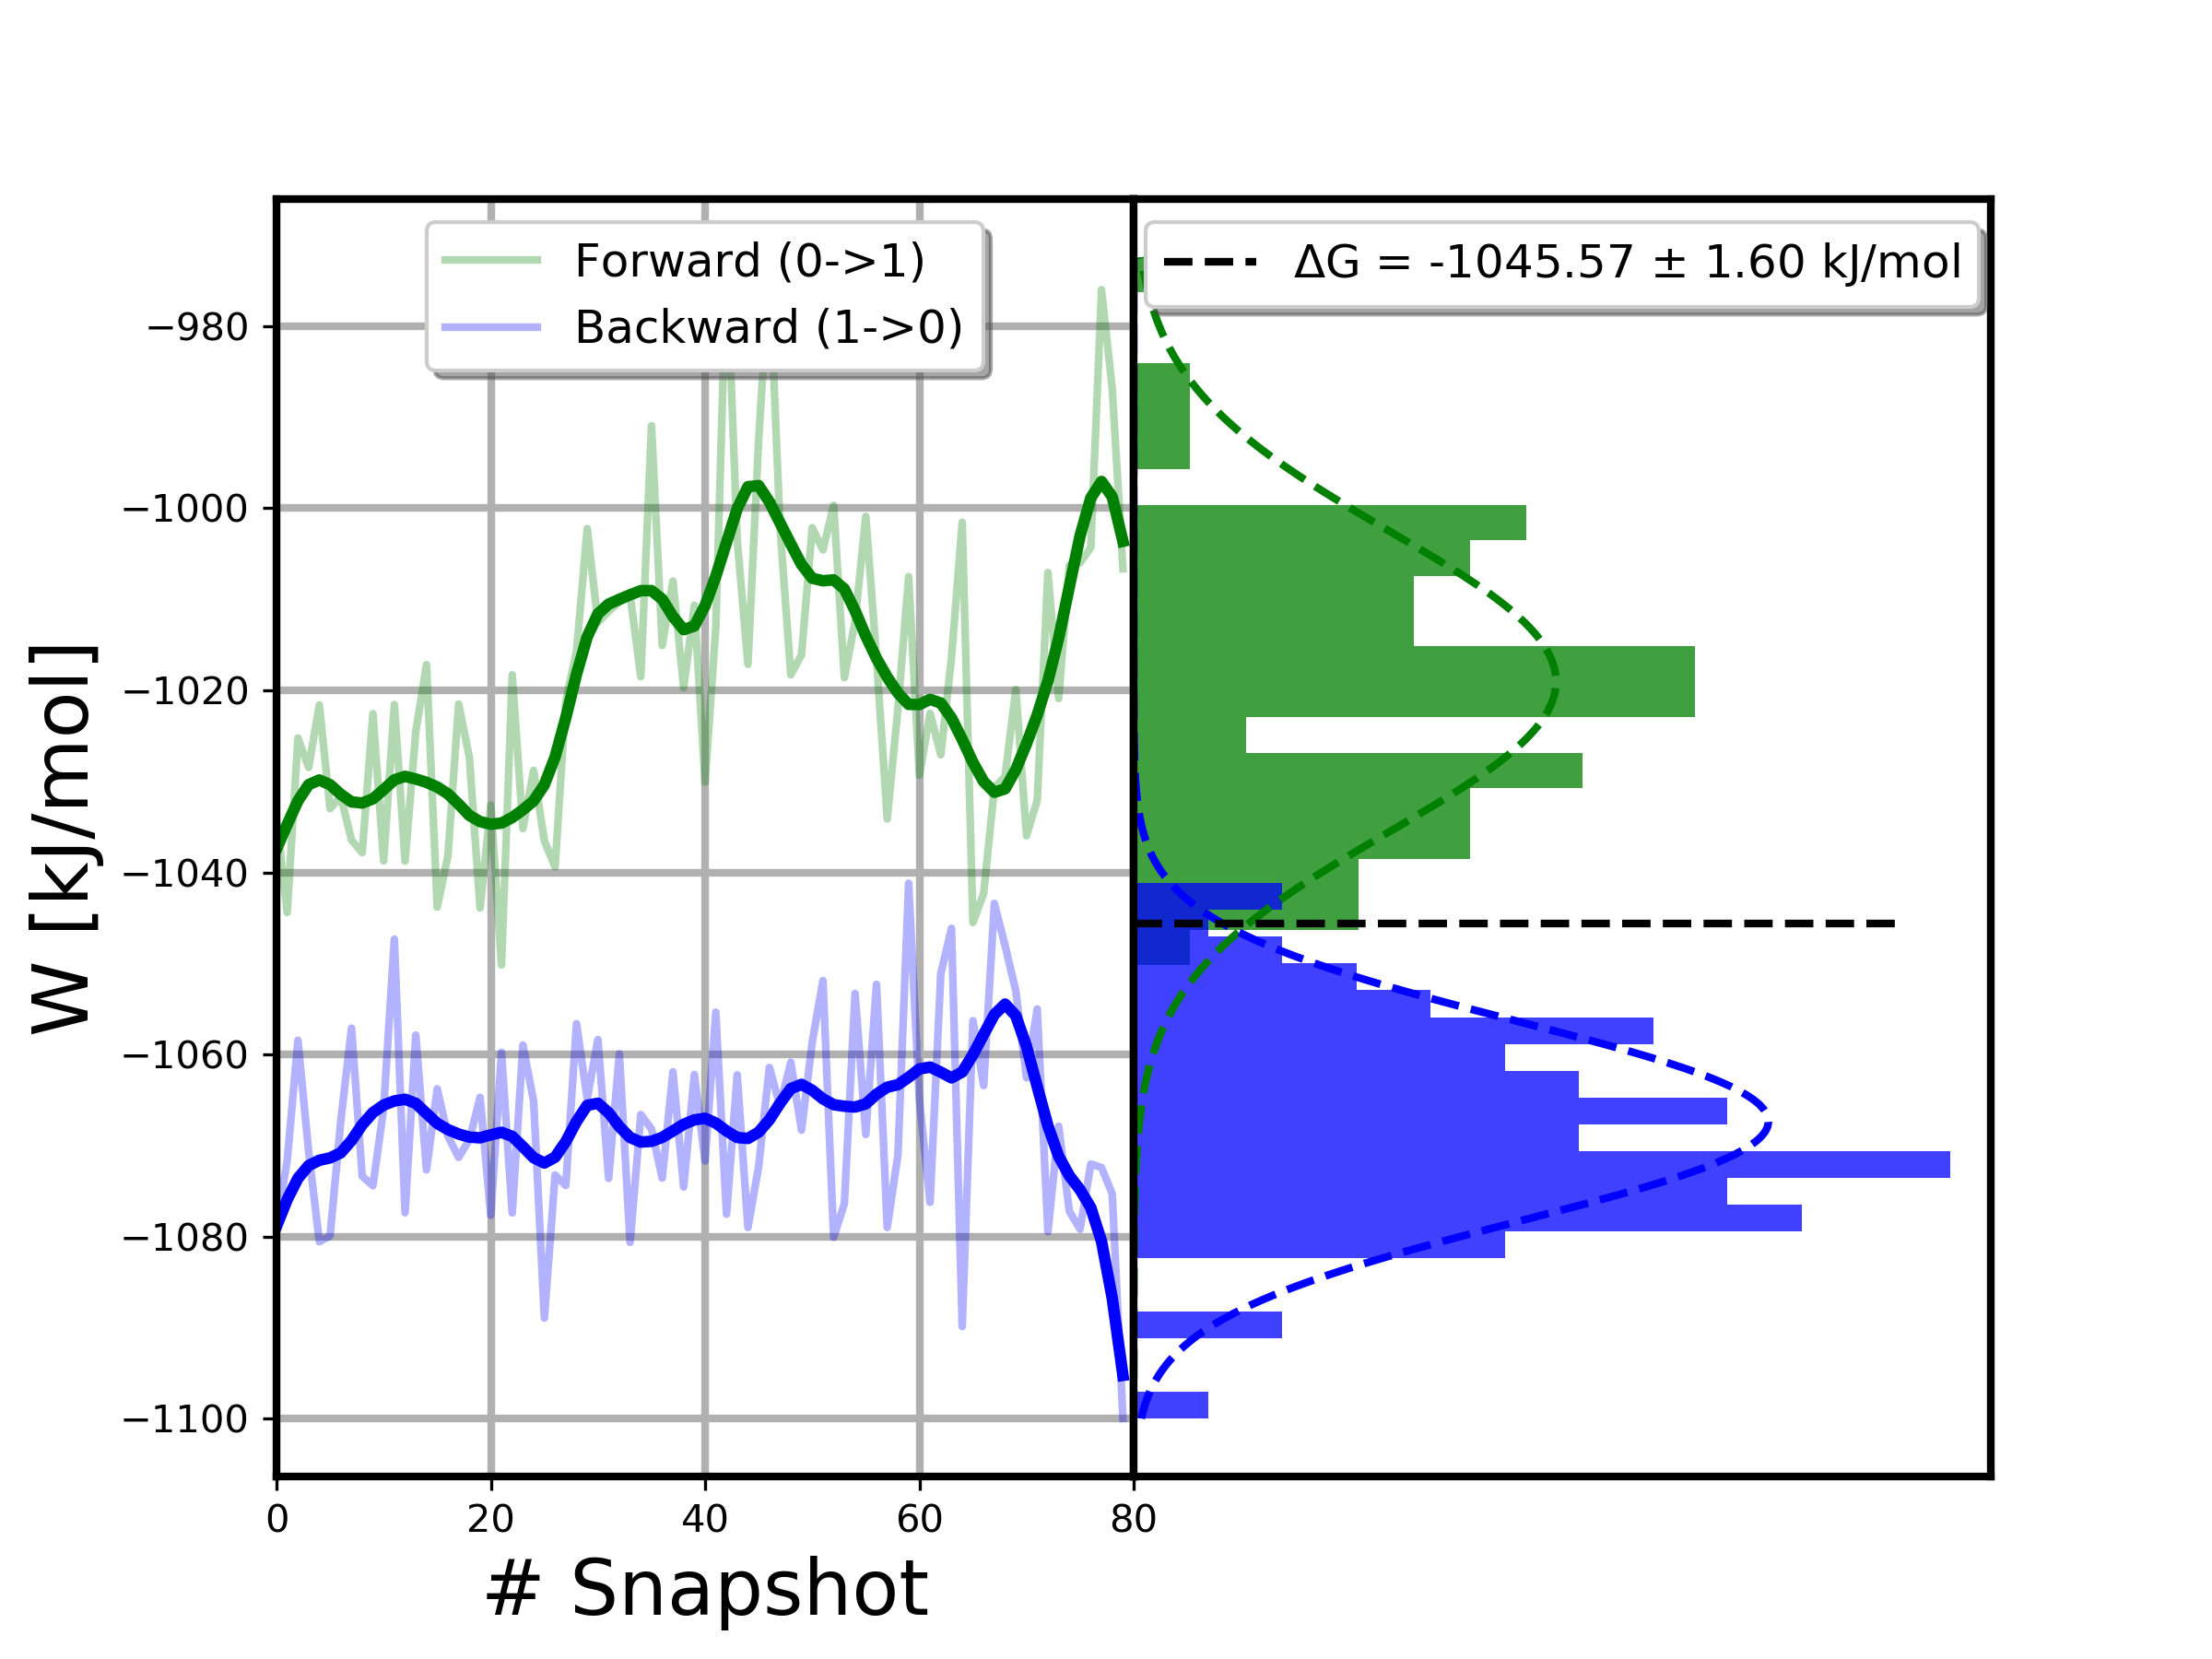 Forward (0->1)
Backward (1->0)
ΔG = -1045.57 ± 1.60 kJ/mol
W [kJ/mol]
−980
−1000
−1020
−1040
−1060
−1080
−1100
0 20 40 60 80
# Snapshot